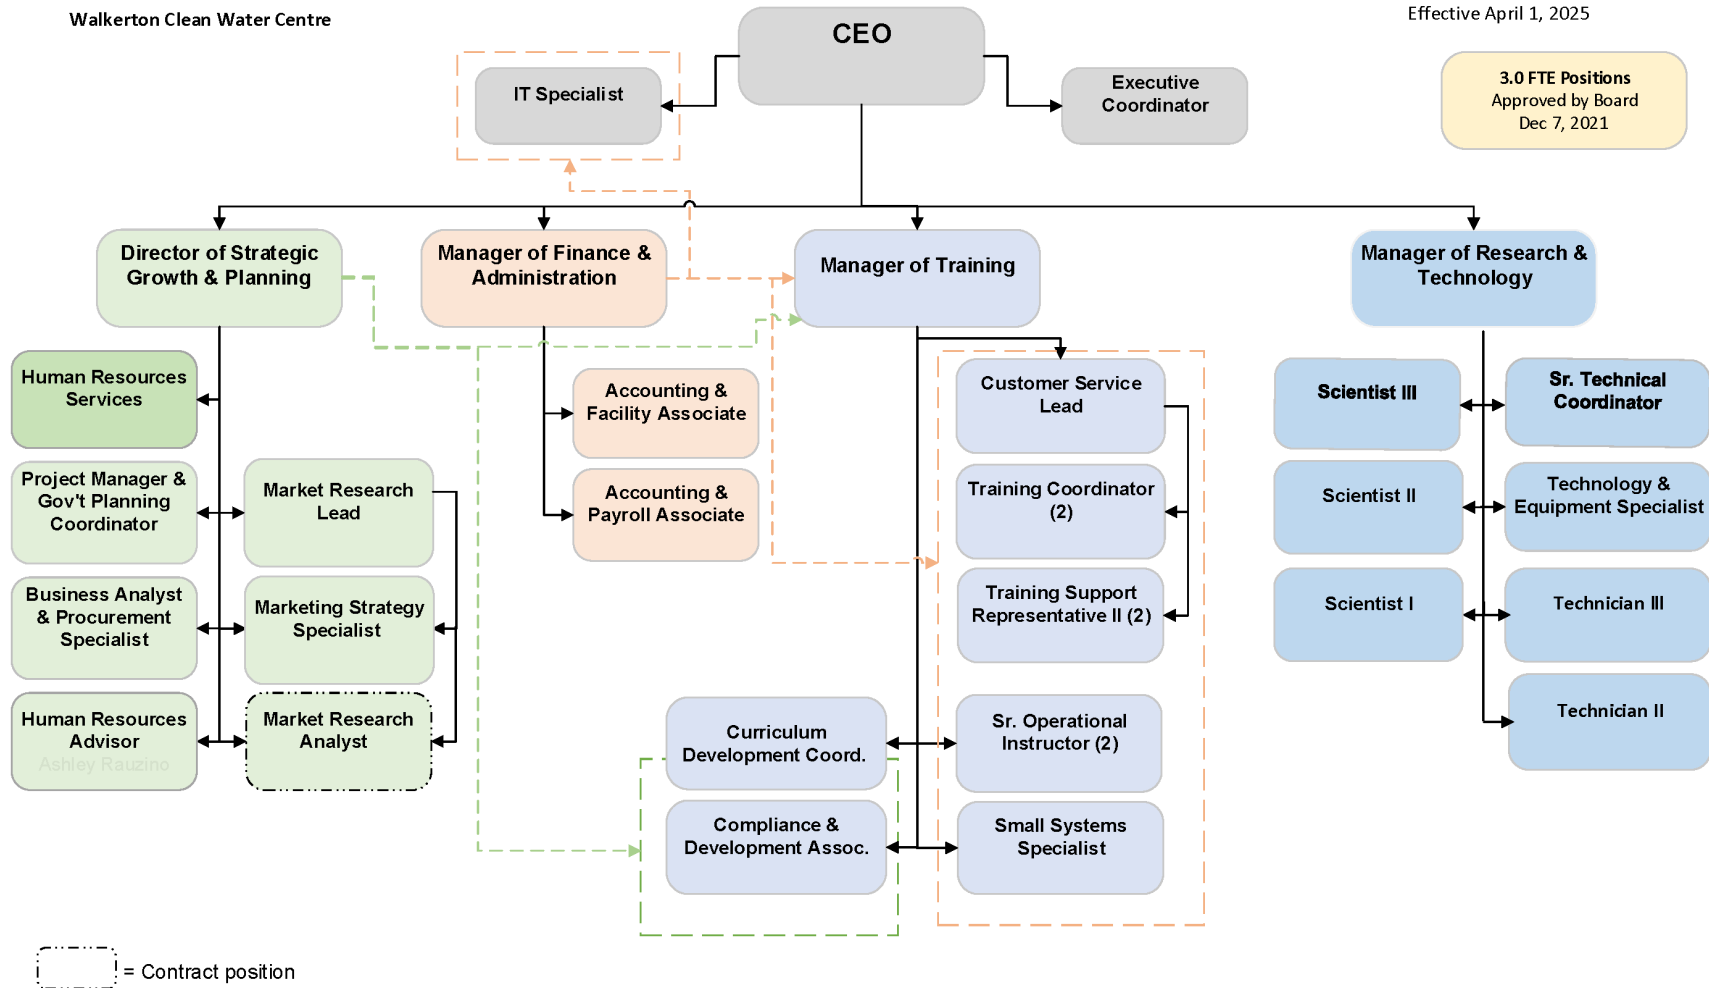 Walkerton Clean Water Centre
Effective April 1, 2025
CEO
IT Specialist
Executive
Coordinator
3.0 FTE Positions
Approved by Board
Dec 7, 2021
Director of Strategic
Growth & Planning
Manager of Finance &
Administration
Manager of Training
Manager of Research &
Technology
Human Resources
Services
Project Manager &
Gov't Planning
Coordinator
Business Analyst
& Procurement
Specialist
Human Resources
Advisor
Ashley Rauzino
Market Research
Lead
Marketing Strategy
Specialist
Market Research
Analyst
Accounting &
Facility Associate
Accounting &
Payroll Associate
Customer Service
Lead
Training Coordinator
(2)
Training Support
Representative II (2)
Curriculum
Development Coord.
Sr. Operational
Instructor (2)
Compliance &
Development Assoc.
Small Systems
Specialist
Scientist III
Sr. Technical
Coordinator
Scientist II
Technology &
Equipment Specialist
Scientist I
Technician III
Technician II
= Contract position